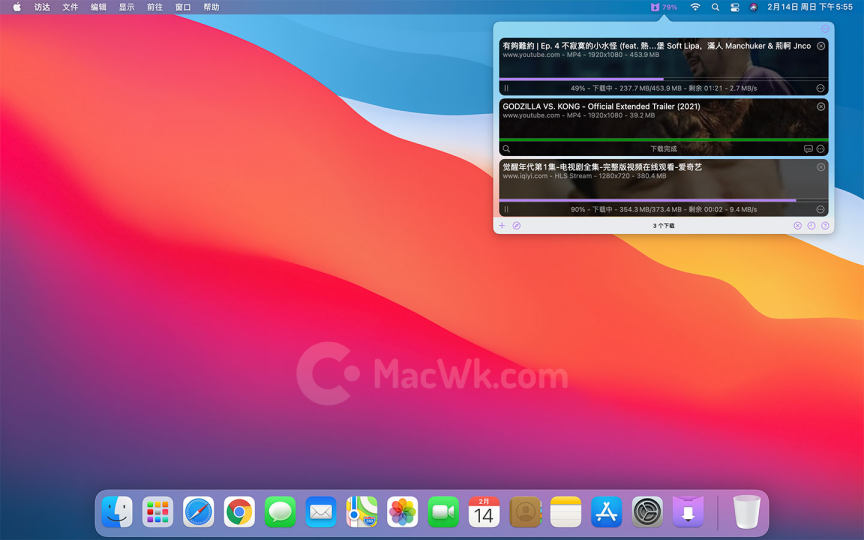 访达 文件 编辑 显示 前往 窗口 帮助 79% 2月14日 周日 下午5:55
有夠難約 | Ep. 4 不寂寞的小水怪 (feat. 熱...堡 Soft Lipa，滿人 Manchuker & 荊軻 Jnco
www.youtube.com - MP4 - 1920x1080 - 453.9 MB
49% - 下载中 - 237.7 MB/453.9 MB - 剩余 01:21 - 2.7 MB/s
GODZILLA VS. KONG - Official Extended Trailer (2021)
www.youtube.com - MP4 - 1920x1080 - 39.2 MB
下载完成
觉醒年代第1集-电视剧全集-完整版视频在线观看-爱奇艺
www.iqiyi.com - HLS Stream - 1280x720 - 380.4 MB
90% - 下载中 - 354.3 MB/373.4 MB - 剩余 00:02 - 9.4 MB/s
3 个下载
MacWk.com
2月
14